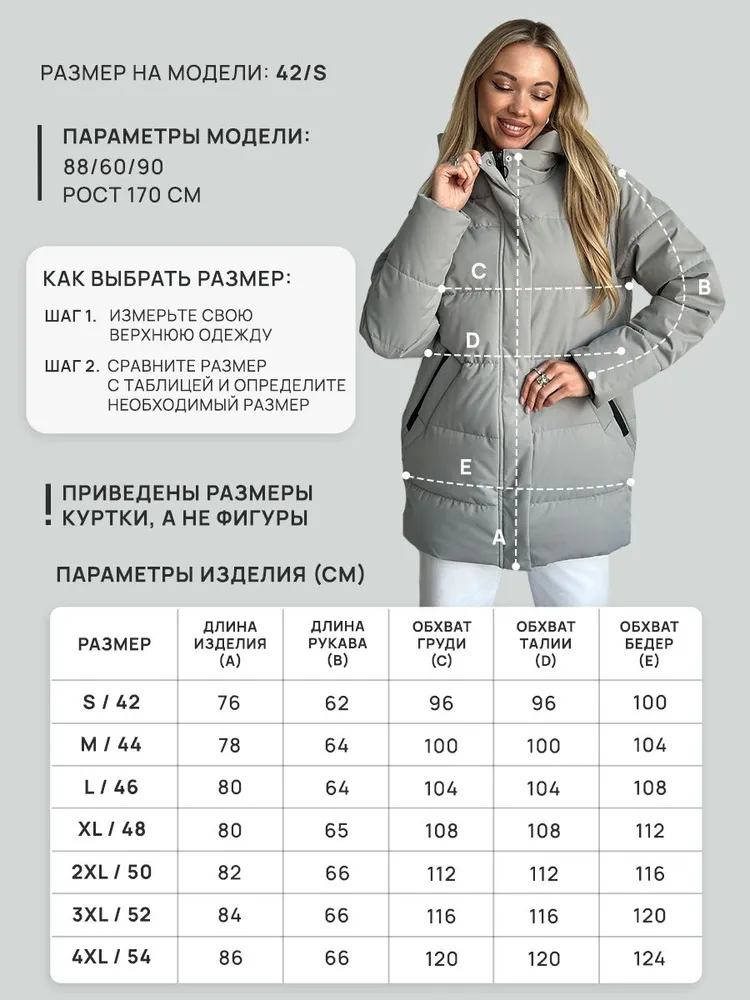 РАЗМЕР НА МОДЕЛИ: 42/S
ПАРАМЕТРЫ МОДЕЛИ:
88/60/90
РОСТ 170 СМ
КАК ВЫБРАТЬ РАЗМЕР:
ШАГ 1. ИЗМЕРЬТЕ СВОЮ
ВЕРХНЮЮ ОДЕЖДУ
ШАГ 2. СРАВНИТЕ РАЗМЕР
С ТАБЛИЦЕЙ И ОПРЕДЕЛИТЕ
НЕОБХОДИМЫЙ РАЗМЕР
! ПРИВЕДЕНЫ РАЗМЕРЫ
КУРТКИ, А НЕ ФИГУРЫ
C
B
D
E
A
ПАРАМЕТРЫ ИЗДЕЛИЯ (СМ)
РАЗМЕР ДЛИНА ИЗДЕЛИЯ (A) ДЛИНА РУКАВА (B) ОБХВАТ ГРУДИ (C) ОБХВАТ ТАЛИИ (D) ОБХВАТ БЕДЕР (E)
S / 42 76 62 96 96 100
M / 44 78 64 100 100 104
L / 46 80 64 104 104 108
XL / 48 80 65 108 108 112
2XL / 50 82 66 112 112 116
3XL / 52 84 66 116 116 120
4XL / 54 86 66 120 120 124